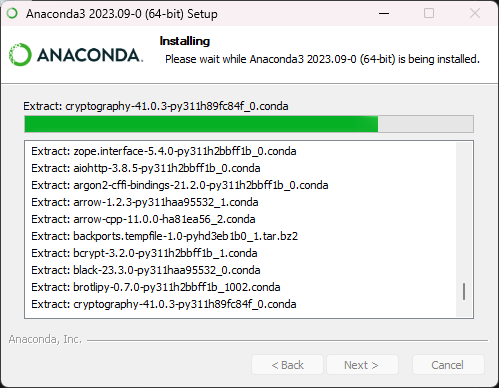 Anaconda3 2023.09-0 (64-bit) Setup
ANACONDA.
Installing
Please wait while Anaconda3 2023.09-0 (64-bit) is being installed.
Extract: cryptography-41.0.3-py311h89fc84f_0.conda
Extract: zope.interface-5.4.0-py311h2bbff1b_0.conda
Extract: aiohttp-3.8.5-py311h2bbff1b_0.conda
Extract: argon2-cffi-bindings-21.2.0-py311h2bbff1b_0.conda
Extract: arrow-1.2.3-py311haa95532_1.conda
Extract: arrow-cpp-11.0.0-ha81ea56_2.conda
Extract: backports.tempfile-1.0-pyhd3eb1b0_1.tar.bz2
Extract: bcrypt-3.2.0-py311h2bbff1b_1.conda
Extract: black-23.3.0-py311haa95532_0.conda
Extract: brotlipy-0.7.0-py311h2bbff1b_1002.conda
Extract: cryptography-41.0.3-py311h89fc84f_0.conda
Anaconda, Inc.
< Back
Next >
Cancel